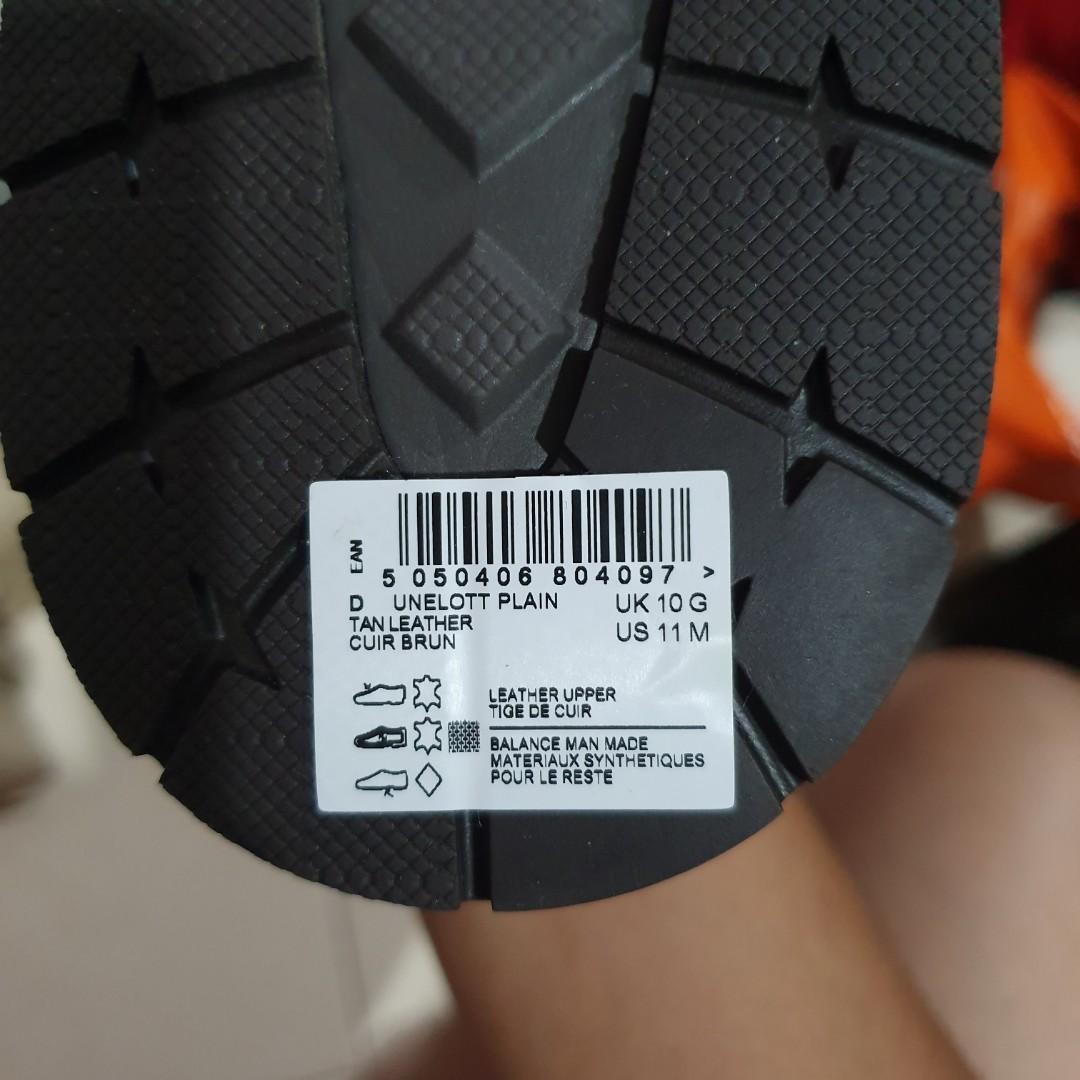 EAN
5 050406 804097 >
D UNELOTT PLAIN UK 10 G
TAN LEATHER US 11 M
CUIR BRUN
LEATHER UPPER
TIGE DE CUIR
BALANCE MAN MADE
MATERIAUX SYNTHETIQUES
POUR LE RESTE